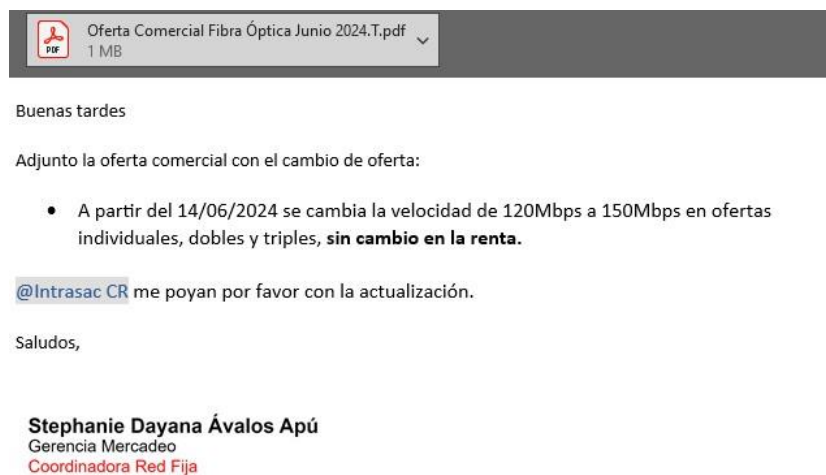 Oferta Comercial Fibra Óptica Junio 2024.T.pdf
PDF
1 MB
Buenas tardes
Adjunto la oferta comercial con el cambio de oferta:
• A partir del 14/06/2024 se cambia la velocidad de 120Mbps a 150Mbps en ofertas
individuales, dobles y triples, sin cambio en la renta.
@Intrasac CR me poyan por favor con la actualización.
Saludos,
Stephanie Dayana Ávalos Apú
Gerencia Mercadeo
Coordinadora Red Fija